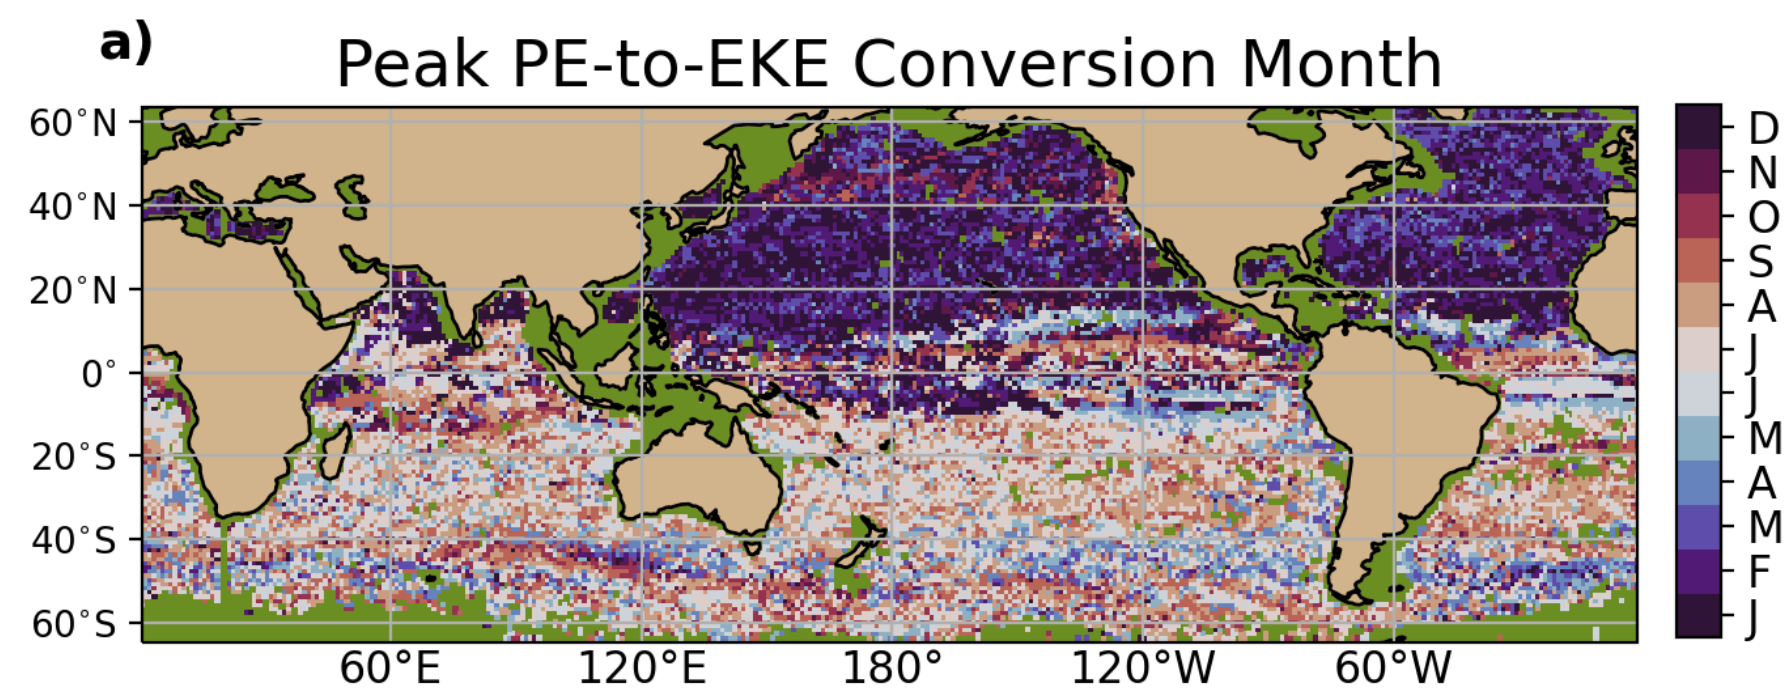 a)
Peak PE-to-EKE Conversion Month
60°N
40°N
20°N
0°
20°S
40°S
60°S
60°E 120°E 180° 120°W 60°W
D
N
O
S
A
J
J
M
A
M
F
J